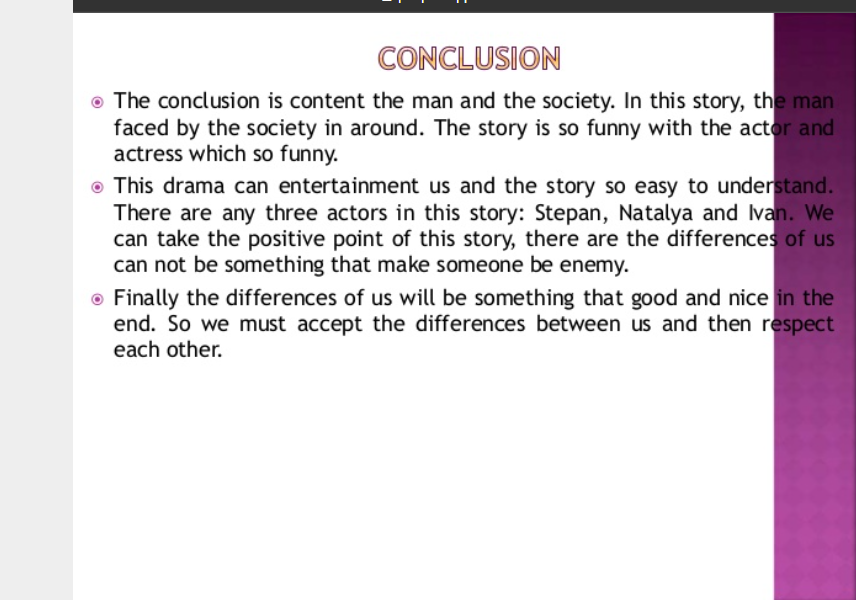 CONCLUSION
The conclusion is content the man and the society. In this story, the man
faced by the society in around. The story is so funny with the actor and
actress which so funny.
This drama can entertainment us and the story so easy to understand.
There are any three actors in this story: Stepan, Natalya and Ivan. We
can take the positive point of this story, there are the differences of us
can not be something that make someone be enemy.
Finally the differences of us will be something that good and nice in the
end. So we must accept the differences between us and then respect
each other.